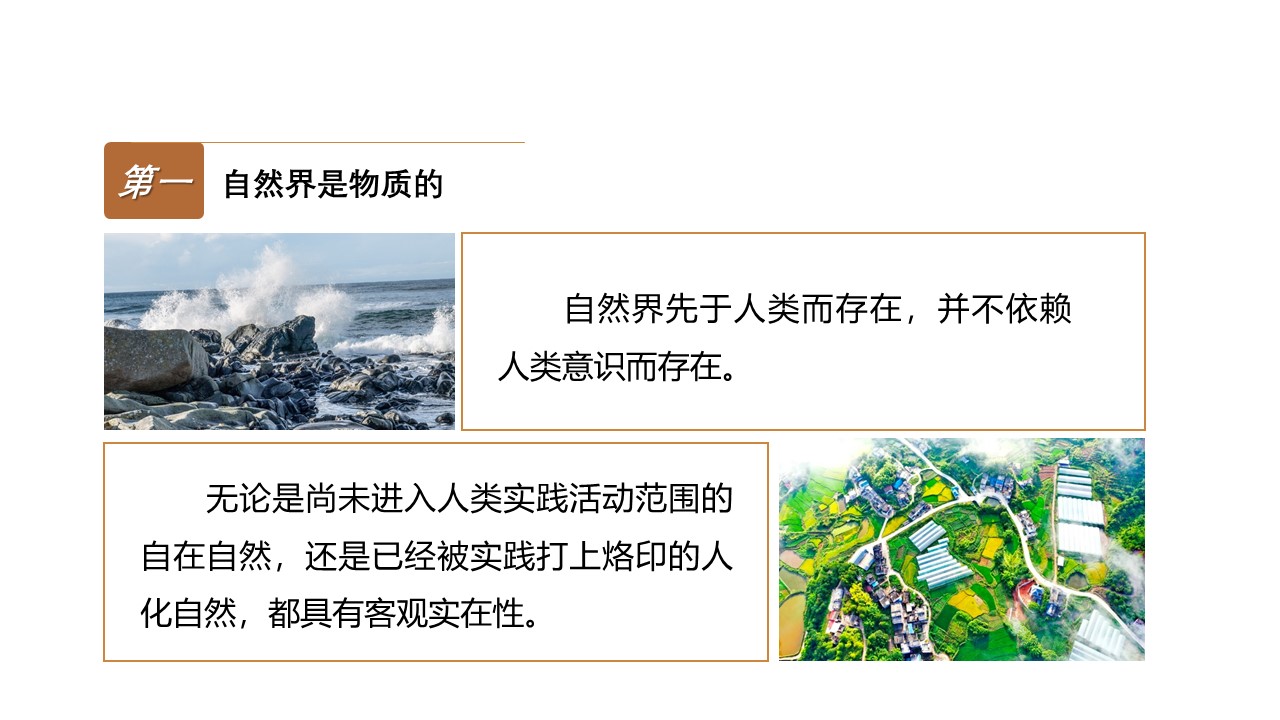 第一
自然界是物质的
自然界先于人类而存在，并不依赖
人类意识而存在。
无论是尚未进入人类实践活动范围的
自在自然，还是已经被实践打上烙印的人
化自然，都具有客观实在性。